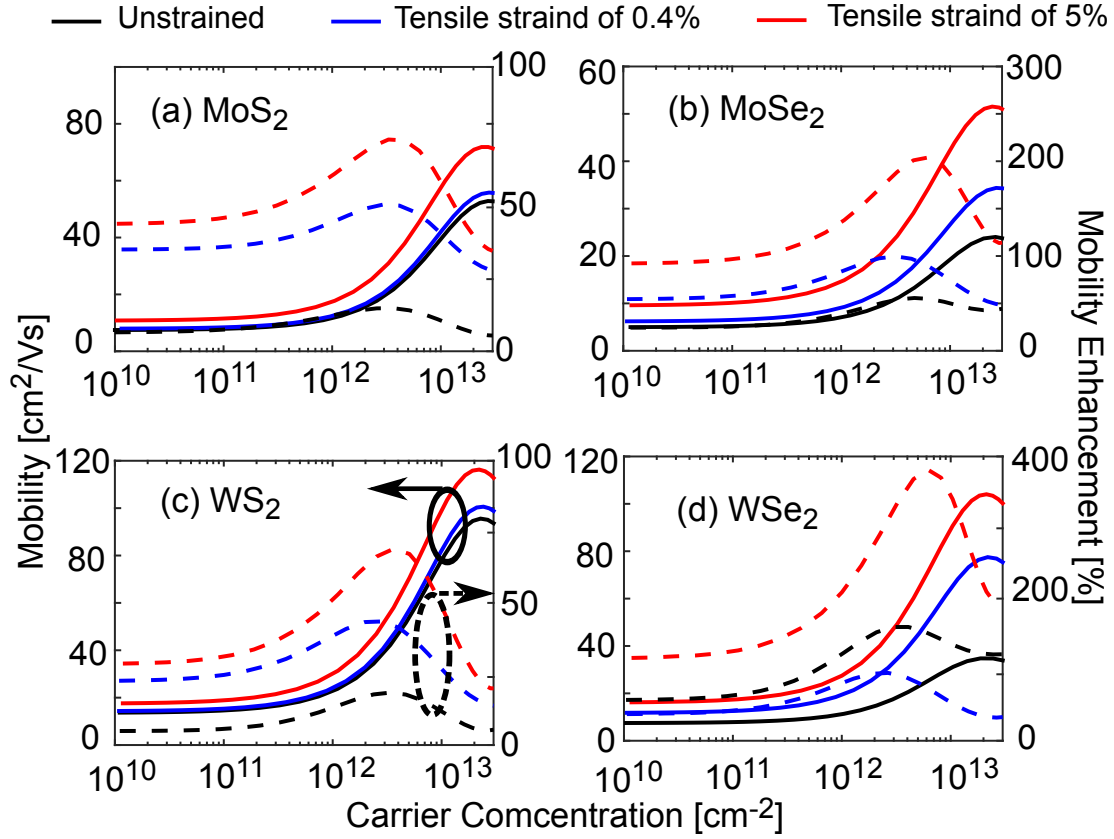 Unstrained Tensile straind of 0.4% Tensile straind of 5%
(a) MoS2
80
40
0
100
50
0
10^10 10^11 10^12 10^13
(b) MoSe2
60
40
20
0
300
200
100
0
10^10 10^11 10^12 10^13
Mobility [cm^2/Vs]
Mobility Enhancement [%]
(c) WS2
120
80
40
0
100
50
0
10^10 10^11 10^12 10^13
(d) WSe2
120
80
40
0
400
200
0
10^10 10^11 10^12 10^13
Carrier Comcentration [cm^-2]